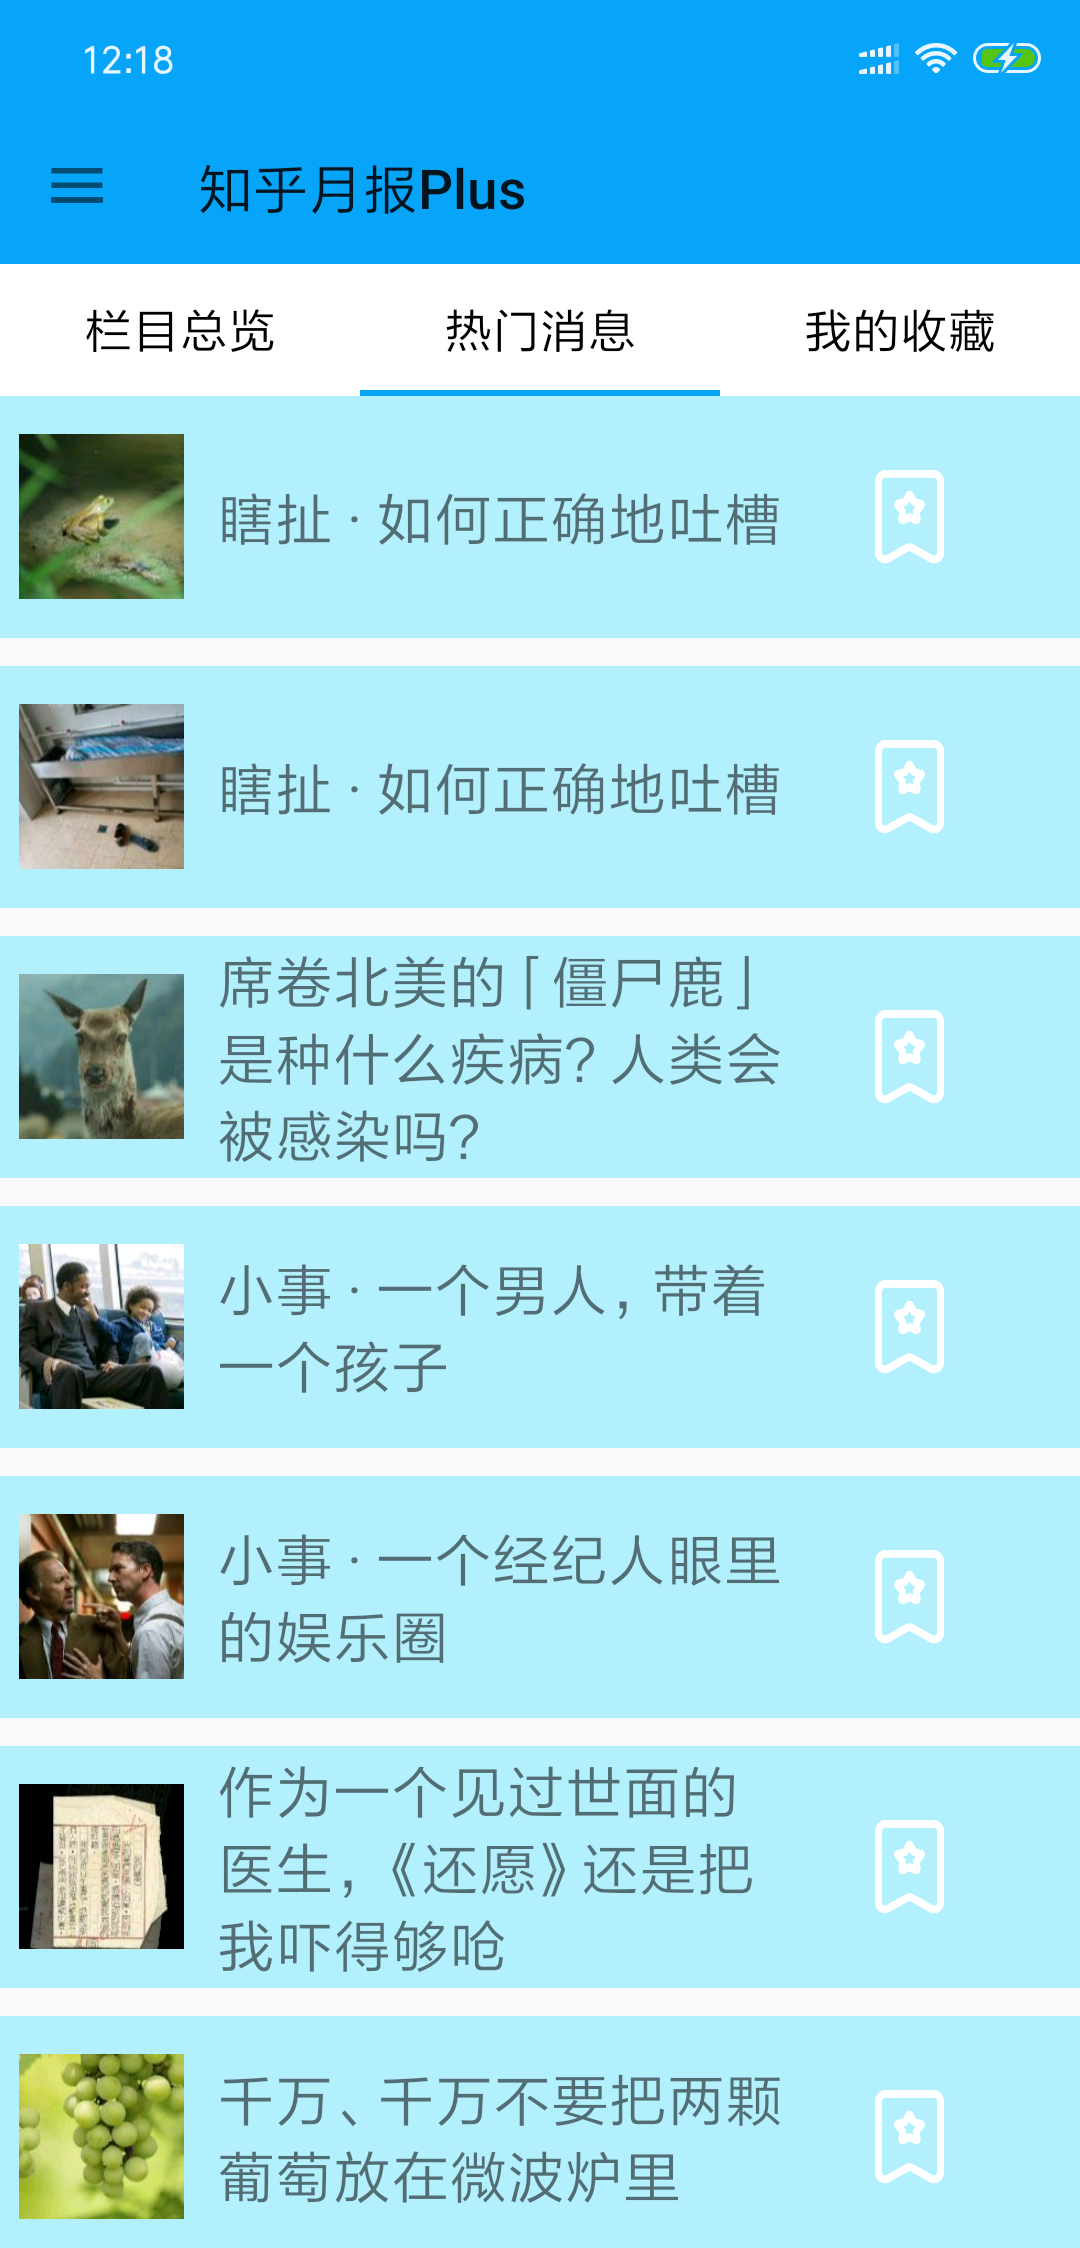 12:18
知乎月报Plus
栏目总览
热门消息
我的收藏
瞎扯 · 如何正确地吐槽
瞎扯 · 如何正确地吐槽
席卷北美的「僵尸鹿」
是种什么疾病？人类会
被感染吗？
小事 · 一个男人，带着
一个孩子
小事 · 一个经纪人眼里
的娱乐圈
作为一个见过世面的
医生，《还愿》还是把
我吓得够呛
千万、千万不要把两颗
葡萄放在微波炉里